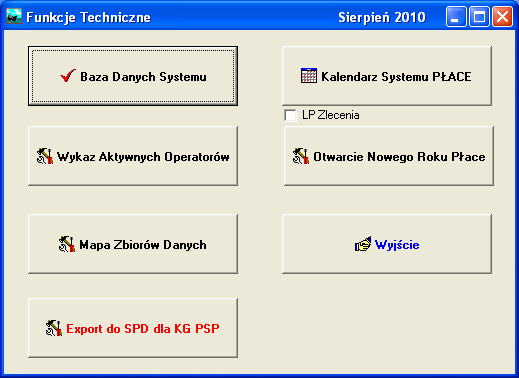 Funkcje Techniczne Sierpień 2010
Baza Danych Systemu
Kalendarz Systemu PŁACE
LP Zlecenia
Wykaz Aktywnych Operatorów
Otwarcie Nowego Roku Płace
Mapa Zbiorów Danych
Wyjście
Export do SPD dla KG PSP